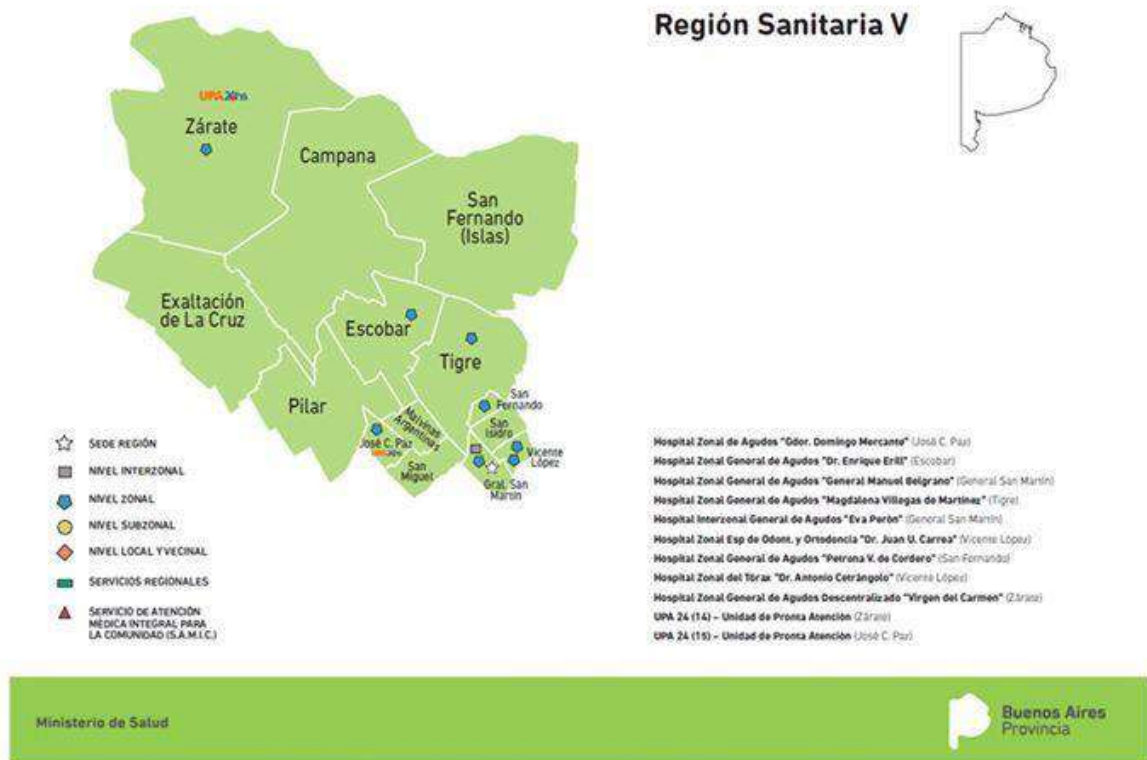 Región Sanitaria V
UPA 24hs
Zárate
Campana
San
Fernando
(Islas)
Exaltación
de La Cruz
Escobar
Tigre
Pilar
San
Fernando
Malvinas
Argentinas
San
Isidro
José C. Paz
UPA 24hs
Vicente
López
San
Miguel
Gral. San
Martín
SEDE REGIÓN
NIVEL INTERZONAL
NIVEL ZONAL
NIVEL SUBZONAL
NIVEL LOCAL Y VECINAL
SERVICIOS REGIONALES
SERVICIO DE ATENCIÓN
MÉDICA INTEGRAL PARA
LA COMUNIDAD (S.A.M.I.C.)
Hospital Zonal de Agudos "Gdor. Domingo Mercante" (José C. Paz)
Hospital Zonal General de Agudos "Dr. Enrique Erill" (Escobar)
Hospital Zonal General de Agudos "General Manuel Belgrano" (General San Martín)
Hospital Zonal General de Agudos "Magdalena Villegas de Martínez" (Tigre)
Hospital Interzonal General de Agudos "Eva Perón" (General San Martín)
Hospital Zonal Esp de Odont. y Ortodoncia "Dr. Juan U. Carrea" (Vicente López)
Hospital Zonal General de Agudos "Petrona V. de Cordero" (San Fernando)
Hospital Zonal del Tórax "Dr. Antonio Cetrángolo" (Vicente López)
Hospital Zonal General de Agudos Descentralizado "Virgen del Carmen" (Zárate)
UPA 24 (14) – Unidad de Pronta Atención (Zárate)
UPA 24 (15) – Unidad de Pronta Atención (José C. Paz)
Ministerio de Salud
Buenos Aires
Provincia